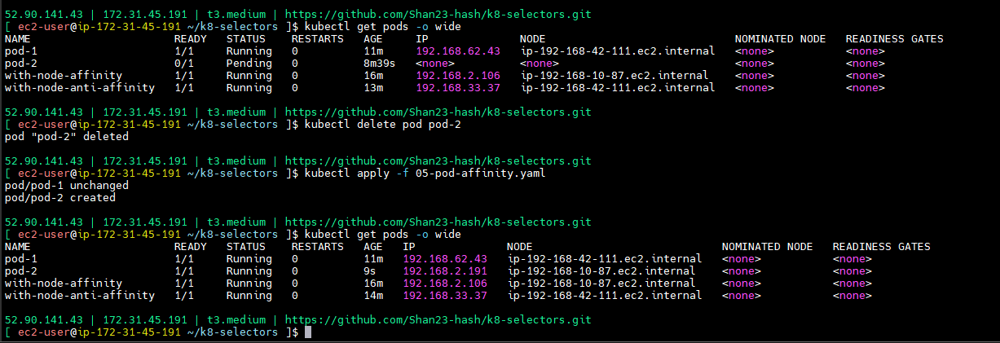 52.90.141.43 | 172.31.45.191 | t3.medium | https://github.com/Shan23-hash/k8-selectors.git
[ ec2-user@ip-172-31-45-191 ~/k8-selectors ]$ kubectl get pods -o wide
NAME READY STATUS RESTARTS AGE IP NODE NOMINATED NODE READINESS GATES
pod-1 1/1 Running 0 11m 192.168.62.43 ip-192-168-42-111.ec2.internal <none> <none>
pod-2 0/1 Pending 0 8m39s <none> <none> <none> <none>
with-node-affinity 1/1 Running 0 16m 192.168.2.106 ip-192-168-10-87.ec2.internal <none> <none>
with-node-anti-affinity 1/1 Running 0 13m 192.168.33.37 ip-192-168-42-111.ec2.internal <none> <none>
52.90.141.43 | 172.31.45.191 | t3.medium | https://github.com/Shan23-hash/k8-selectors.git
[ ec2-user@ip-172-31-45-191 ~/k8-selectors ]$ kubectl delete pod pod-2
pod "pod-2" deleted
52.90.141.43 | 172.31.45.191 | t3.medium | https://github.com/Shan23-hash/k8-selectors.git
[ ec2-user@ip-172-31-45-191 ~/k8-selectors ]$ kubectl apply -f 05-pod-affinity.yaml
pod/pod-1 unchanged
pod/pod-2 created
52.90.141.43 | 172.31.45.191 | t3.medium | https://github.com/Shan23-hash/k8-selectors.git
[ ec2-user@ip-172-31-45-191 ~/k8-selectors ]$ kubectl get pods -o wide
NAME READY STATUS RESTARTS AGE IP NODE NOMINATED NODE READINESS GATES
pod-1 1/1 Running 0 11m 192.168.62.43 ip-192-168-42-111.ec2.internal <none> <none>
pod-2 1/1 Running 0 9s 192.168.2.191 ip-192-168-10-87.ec2.internal <none> <none>
with-node-affinity 1/1 Running 0 16m 192.168.2.106 ip-192-168-10-87.ec2.internal <none> <none>
with-node-anti-affinity 1/1 Running 0 14m 192.168.33.37 ip-192-168-42-111.ec2.internal <none> <none>
52.90.141.43 | 172.31.45.191 | t3.medium | https://github.com/Shan23-hash/k8-selectors.git
[ ec2-user@ip-172-31-45-191 ~/k8-selectors ]$